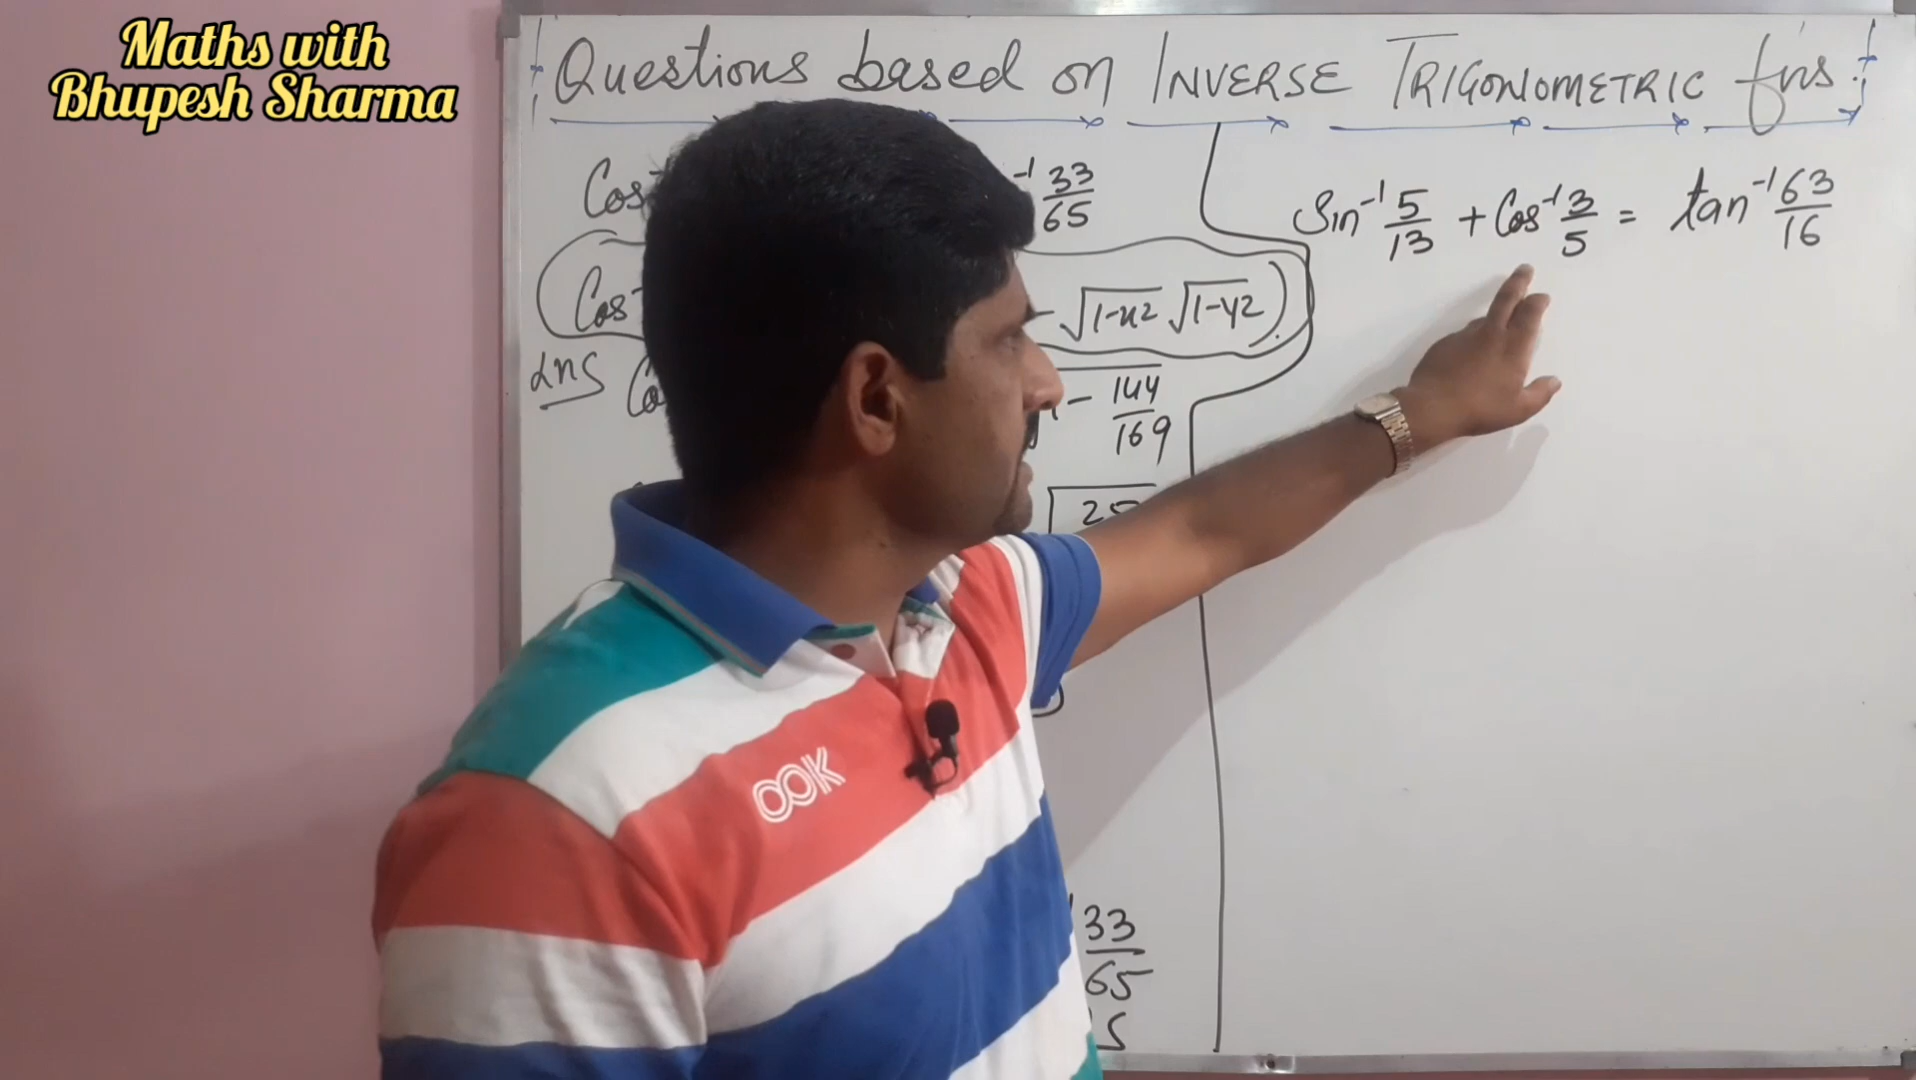 Maths with
Bhupesh Sharma
Questions based on INVERSE TRIGONOMETRIC fns.
Cos⁻¹ 33/65
Cos⁻ - √1-x² √1-y²)
Ans Co 1 - 144/169
25
33/65
Sin⁻¹ 5/13 + Cos⁻¹ 3/5 = tan⁻¹ 63/16
OOK